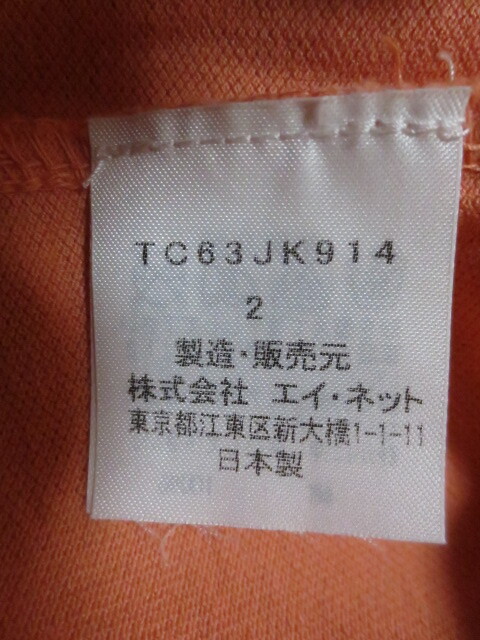 TC63JK914
2
製造・販売元
株式会社 エイ・ネット
東京都江東区新大橋1-1-11
日本製